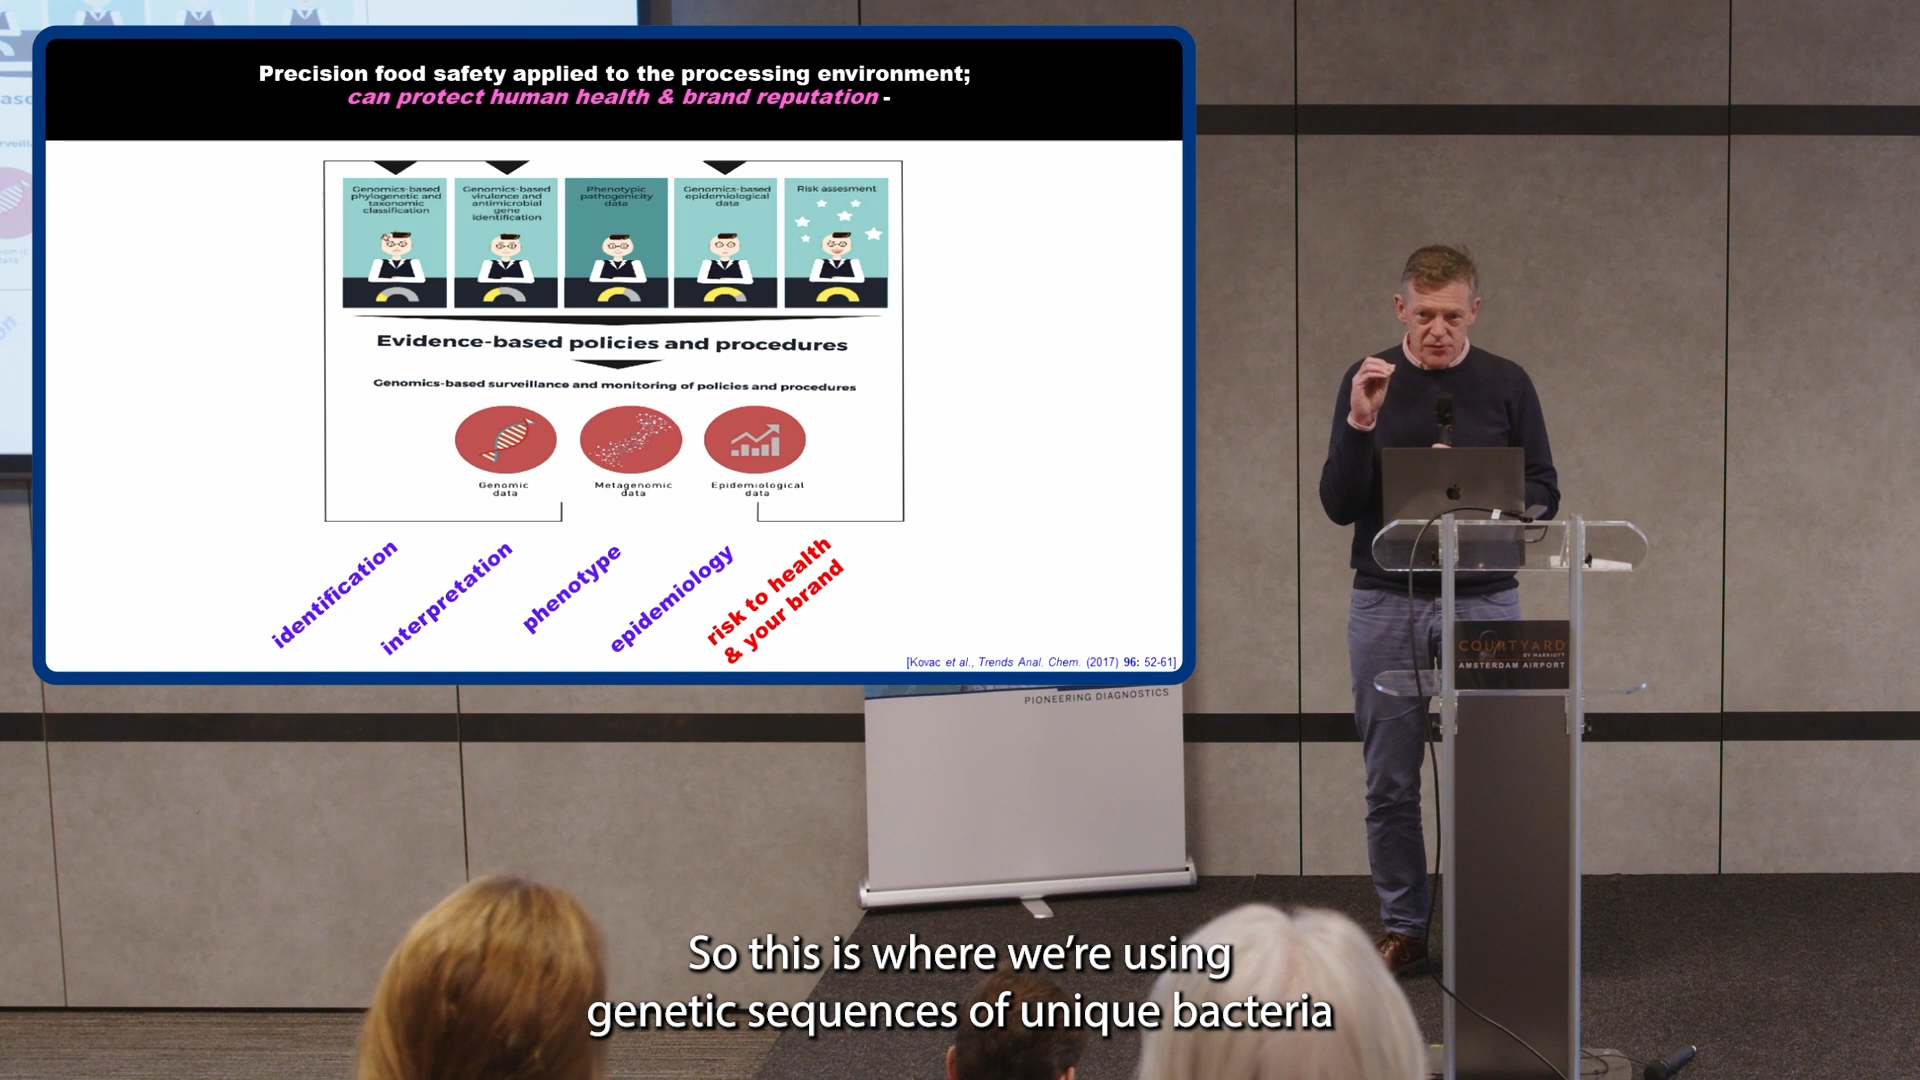 Precision food safety applied to the processing environment;
can protect human health & brand reputation -
Genomics-based
phylogenetic and
taxonomic
classification
Genomics-based
virulence and
antimicrobial
gene
identification
Phenotypic
pathogenicity
data
Genomics-based
epidemiological
data
Risk assesment
Evidence-based policies and procedures
Genomics-based surveillance and monitoring of policies and procedures
Genomic
data
Metagenomic
data
Epidemiological
data
identification
interpretation
phenotype
epidemiology
risk to health
& your brand
[Kovac et al., Trends Anal. Chem. (2017) 96: 52-61]
PIONEERING DIAGNOSTICS
COURTYARD
BY MARRIOTT
AMSTERDAM AIRPORT
So this is where we’re using
genetic sequences of unique bacteria